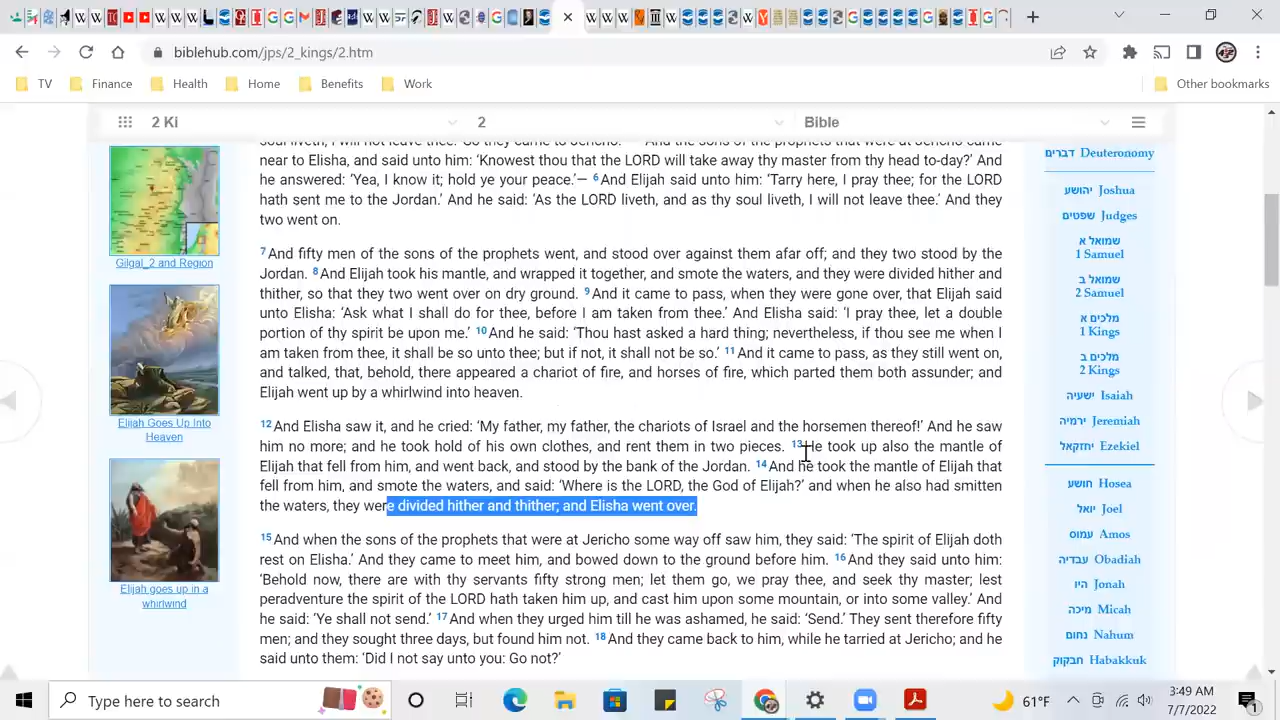 biblehub.com/jps/2_kings/2.htm
TV Finance Health Home Benefits Work Other bookmarks
2 Ki 2 Bible
near to Elisha, and said unto him: ‘Knowest thou that the LORD will take away thy master from thy head to-day?’ And
he answered: ‘Yea, I know it; hold ye your peace.’— 6 And Elijah said unto him: ‘Tarry here, I pray thee; for the LORD
hath sent me to the Jordan.’ And he said: ‘As the LORD liveth, and as thy soul liveth, I will not leave thee.’ And they
two went on.
7 And fifty men of the sons of the prophets went, and stood over against them afar off; and they two stood by the
Jordan. 8 And Elijah took his mantle, and wrapped it together, and smote the waters, and they were divided hither and
thither, so that they two went over on dry ground. 9 And it came to pass, when they were gone over, that Elijah said
unto Elisha: ‘Ask what I shall do for thee, before I am taken from thee.’ And Elisha said: ‘I pray thee, let a double
portion of thy spirit be upon me.’ 10 And he said: ‘Thou hast asked a hard thing; nevertheless, if thou see me when I
am taken from thee, it shall be so unto thee; but if not, it shall not be so.’ 11 And it came to pass, as they still went on,
and talked, that, behold, there appeared a chariot of fire, and horses of fire, which parted them both assunder; and
Elijah went up by a whirlwind into heaven.
12 And Elisha saw it, and he cried: ‘My father, my father, the chariots of Israel and the horsemen thereof!’ And he saw
him no more; and he took hold of his own clothes, and rent them in two pieces. 13 He took up also the mantle of
Elijah that fell from him, and went back, and stood by the bank of the Jordan. 14 And he took the mantle of Elijah that
fell from him, and smote the waters, and said: ‘Where is the LORD, the God of Elijah?’ and when he also had smitten
the waters, they were divided hither and thither; and Elisha went over.
15 And when the sons of the prophets that were at Jericho some way off saw him, they said: ‘The spirit of Elijah doth
rest on Elisha.’ And they came to meet him, and bowed down to the ground before him. 16 And they said unto him:
‘Behold now, there are with thy servants fifty strong men; let them go, we pray thee, and seek thy master; lest
peradventure the spirit of the LORD hath taken him up, and cast him upon some mountain, or into some valley.’ And
he said: ‘Ye shall not send.’ 17 And when they urged him till he was ashamed, he said: ‘Send.’ They sent therefore fifty
men; and they sought three days, but found him not. 18 And they came back to him, while he tarried at Jericho; and he
said unto them: ‘Did I not say unto you: Go not?’
Gilgal_2 and Region
Elijah Goes Up Into
Heaven
Elijah goes up in a
whirlwind
דברים Deuteronomy
יהושע Joshua
שפטים Judges
שמואל א
1 Samuel
שמואל ב
2 Samuel
מלכים א
1 Kings
מלכים ב
2 Kings
ישעיה Isaiah
ירמיה Jeremiah
יחזקאל Ezekiel
הושע Hosea
יואל Joel
עמוס Amos
עבדיה Obadiah
Jonah
מיכה Micah
נחום Nahum
חבקוק Habakkuk
Type here to search
61°F
3:49 AM
7/7/2022
1